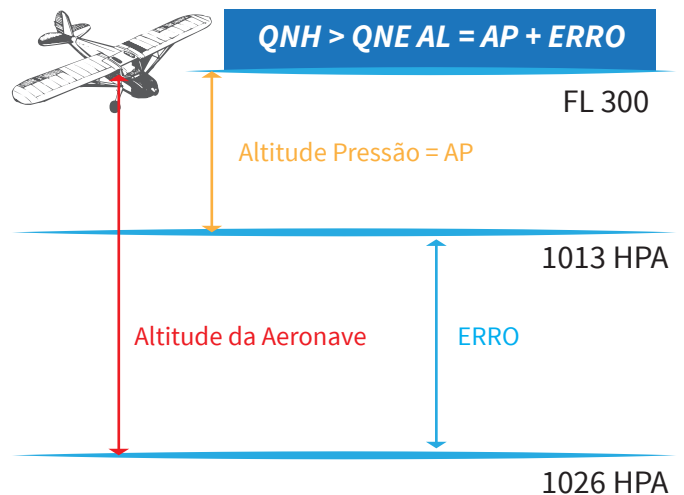 QNH > QNE AL = AP + ERRO
FL 300
Altitude Pressão = AP
1013 HPA
Altitude da Aeronave
ERRO
1026 HPA